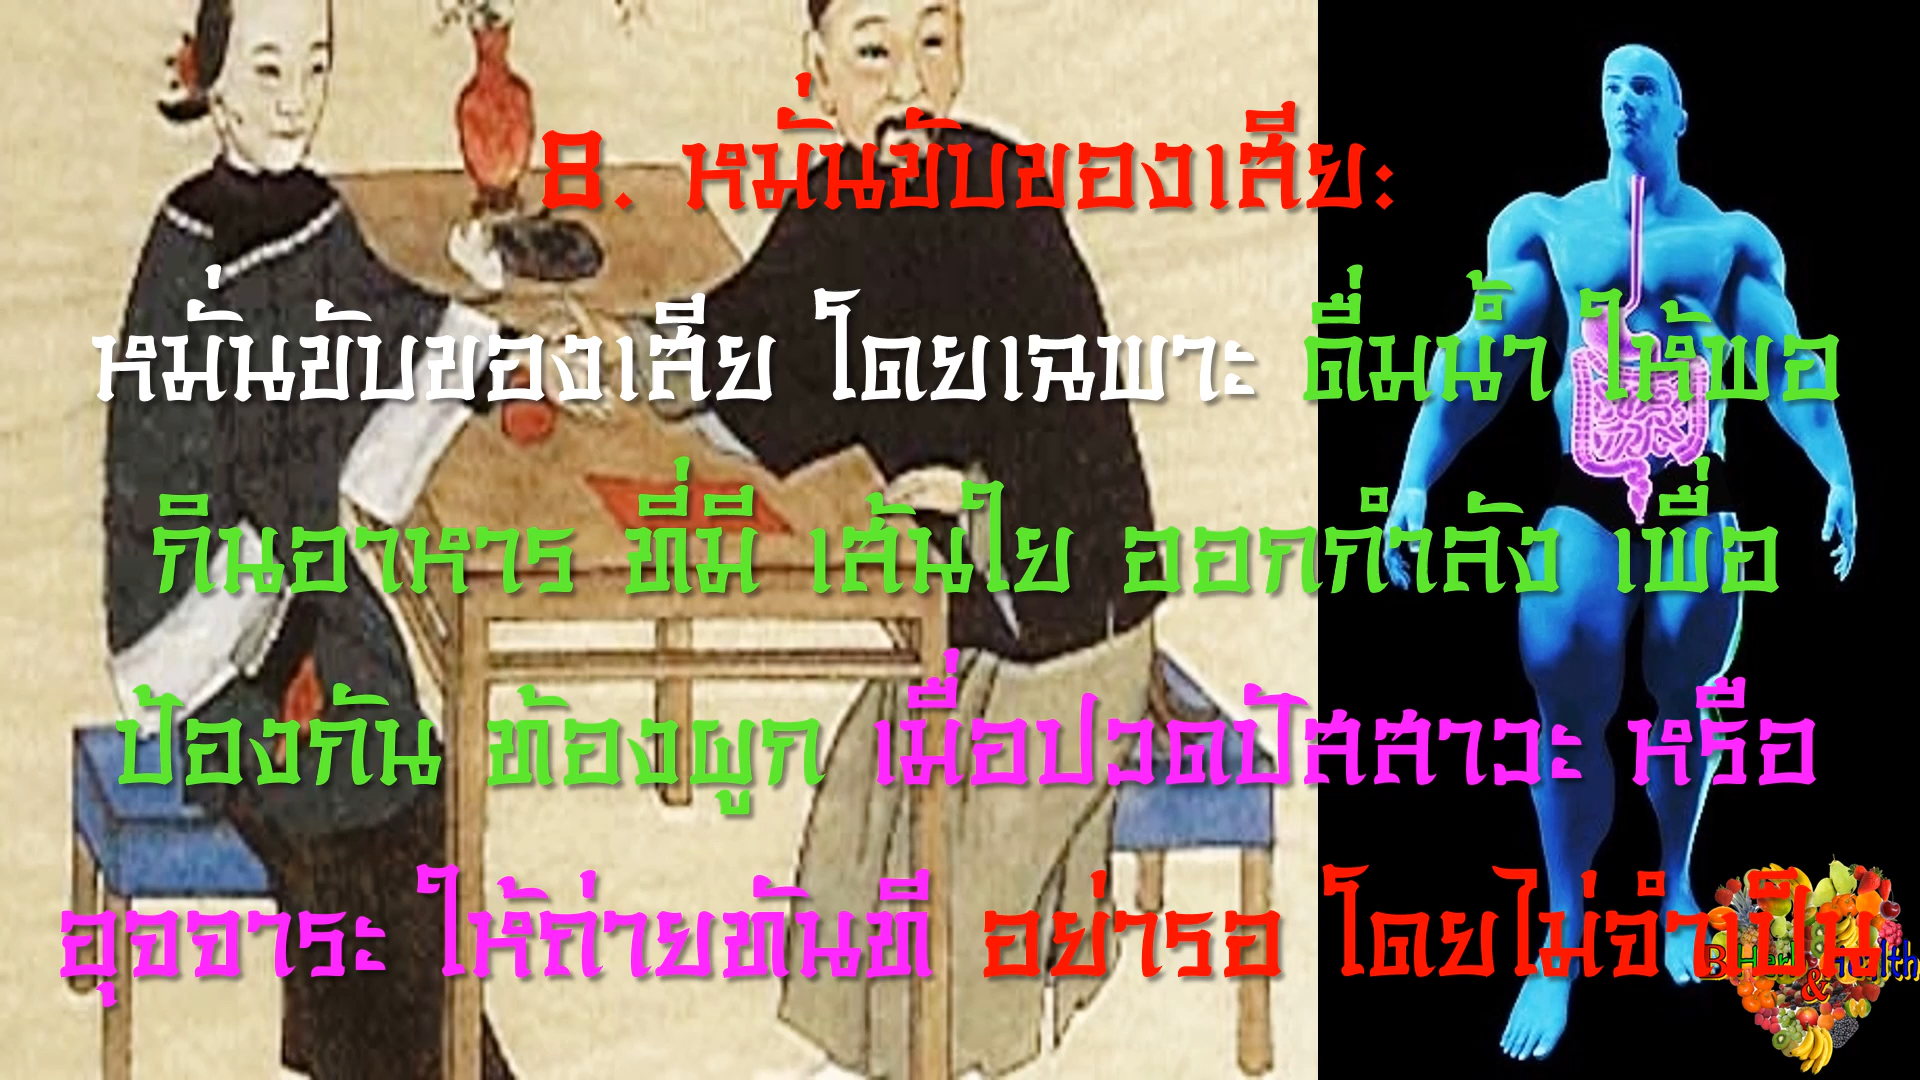 8. หมั่นขับของเสีย:
หมั่นขับของเสีย โดยเฉพาะ ดื่มน้ำ ให้พอ
กินอาหาร ที่มี เส้นใย ออกกำลัง เพื่อ
ป้องกัน ท้องผูก เมื่อปวดปัสสาวะ หรือ
อุจจาระ ให้ถ่ายทันที อย่ารอ โดยไม่จำเป็น
&